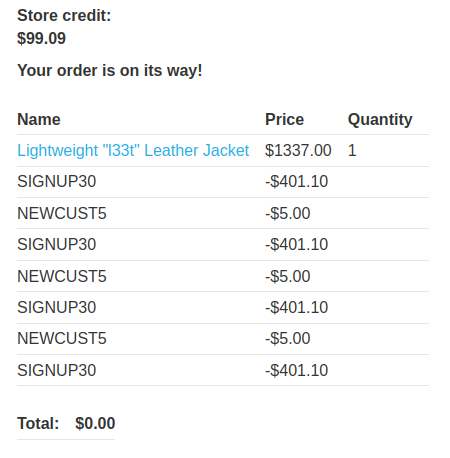 Store credit:
$99.09
Your order is on its way!
Name Price Quantity
Lightweight "l33t" Leather Jacket $1337.00 1
SIGNUP30 -$401.10
NEWCUST5 -$5.00
SIGNUP30 -$401.10
NEWCUST5 -$5.00
SIGNUP30 -$401.10
NEWCUST5 -$5.00
SIGNUP30 -$401.10
Total: $0.00